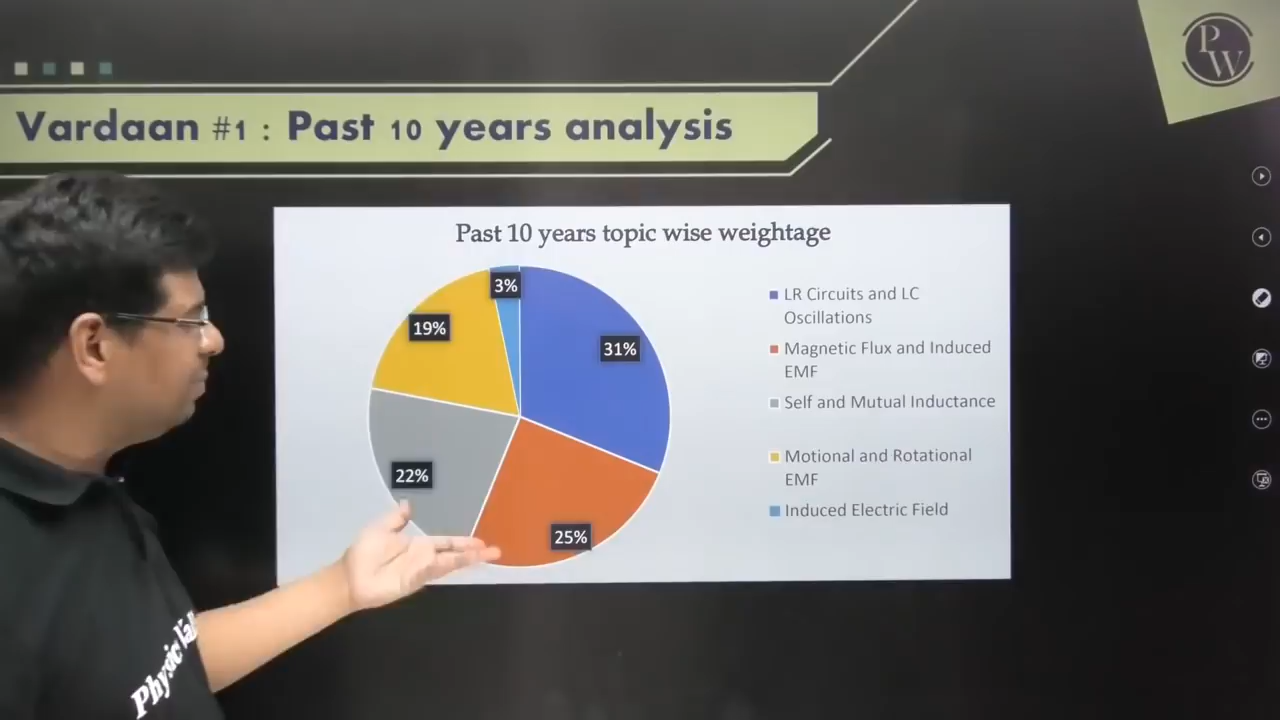 PW
Vardaan #1 : Past 10 years analysis
Past 10 years topic wise weightage
3%
19%
31%
22%
25%
LR Circuits and LC
Oscillations
Magnetic Flux and Induced
EMF
Self and Mutual Inductance
Motional and Rotational
EMF
Induced Electric Field
Physic